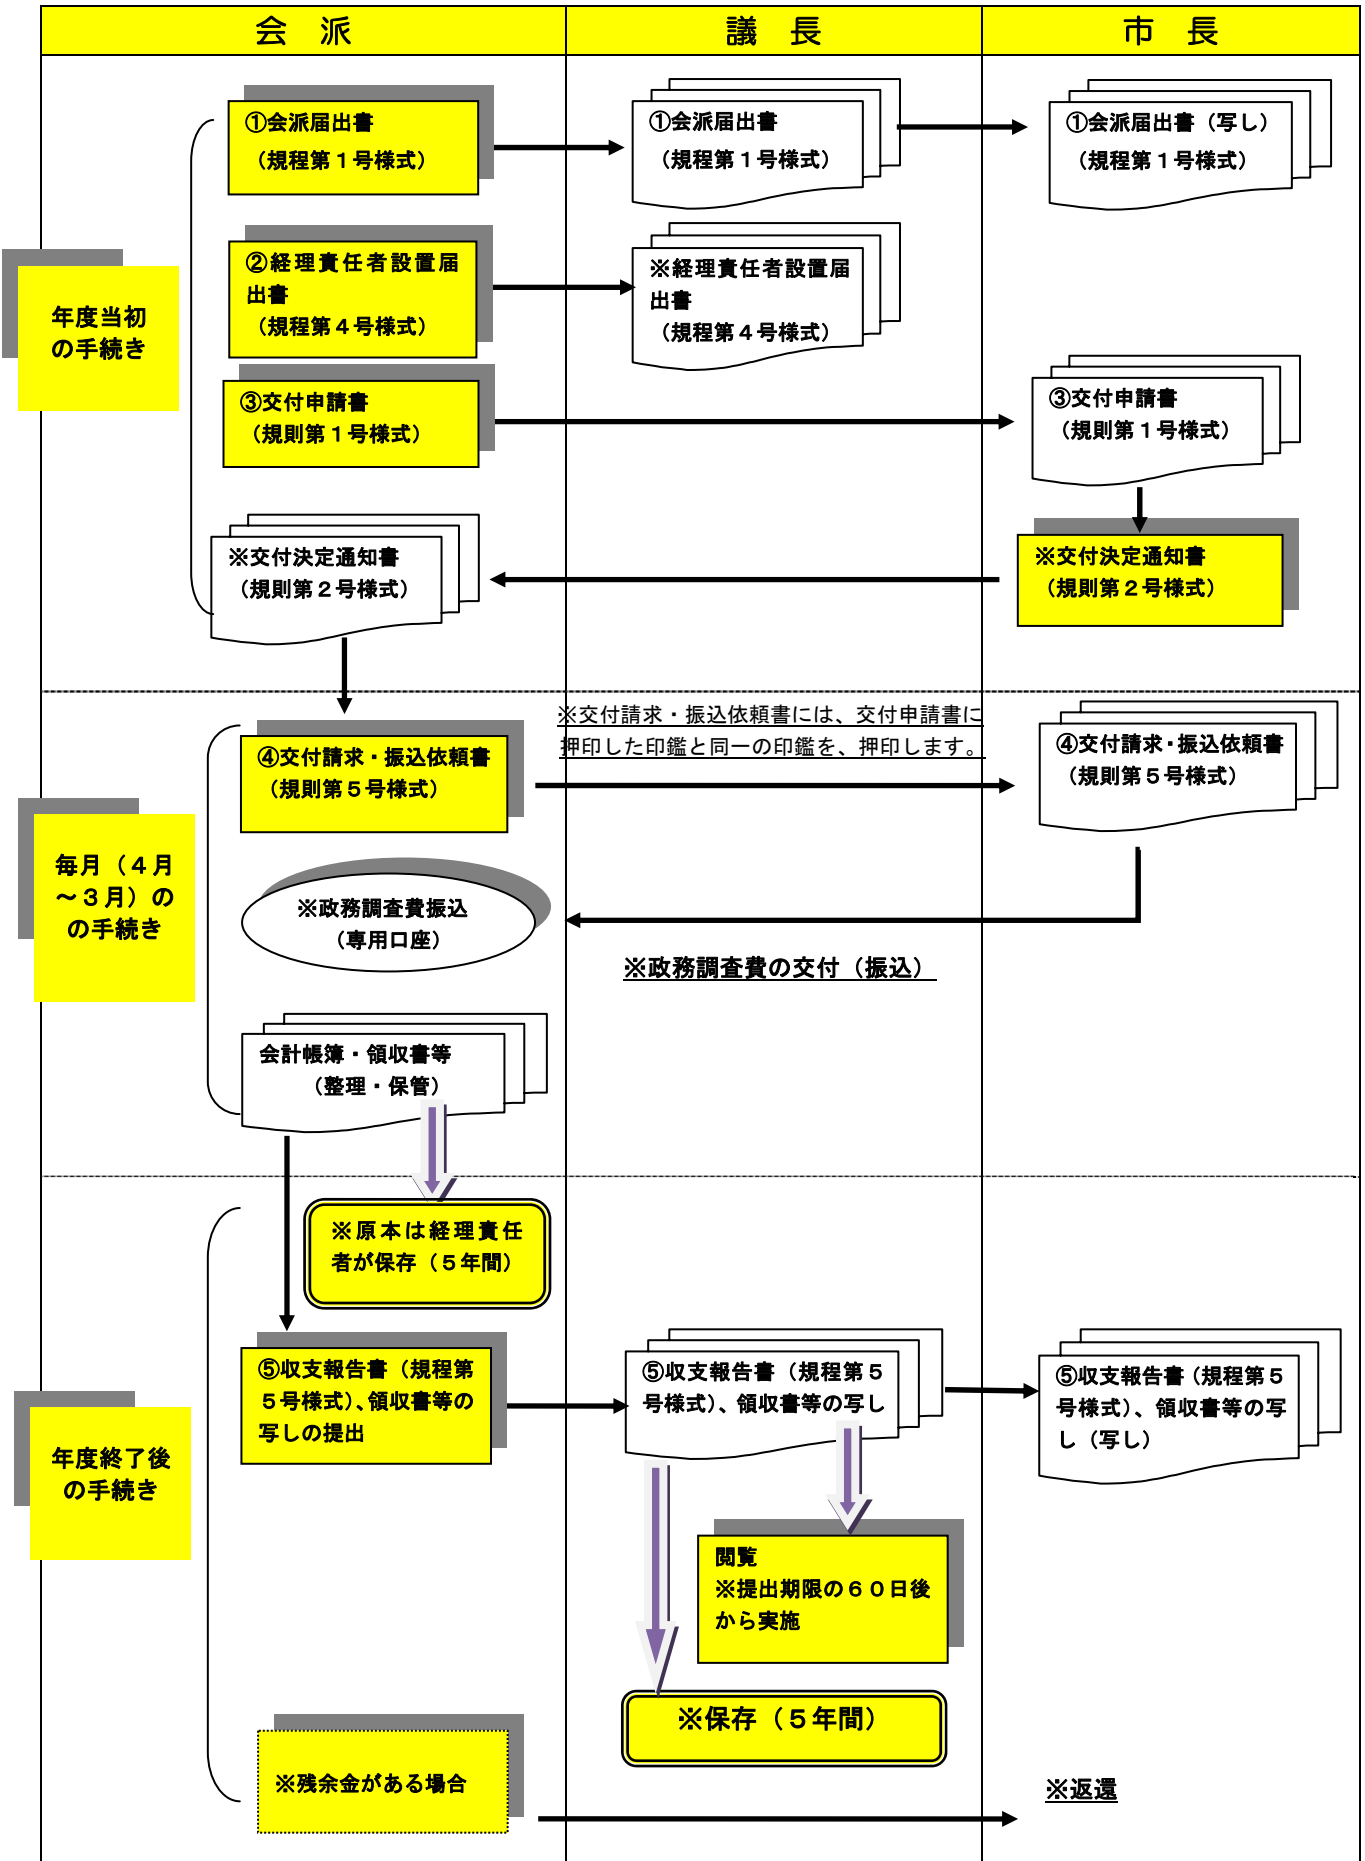 会　派
議　長
市　長
年度当初
の手続き
①会派届出書
（規程第１号様式）
①会派届出書
（規程第１号様式）
①会派届出書（写し）
（規程第１号様式）
②経理責任者設置届
出書
（規程第４号様式）
※経理責任者設置届
出書
（規程第４号様式）
③交付申請書
（規則第１号様式）
③交付申請書
（規則第１号様式）
※交付決定通知書
（規則第２号様式）
※交付決定通知書
（規則第２号様式）
毎月（４月
～３月）の
の手続き
④交付請求・振込依頼書
（規則第５号様式）
※交付請求・振込依頼書には、交付申請書に
押印した印鑑と同一の印鑑を、押印します。
④交付請求・振込依頼書
（規則第５号様式）
※政務調査費振込
（専用口座）
※政務調査費の交付（振込）
会計帳簿・領収書等
（整理・保管）
※原本は経理責任
者が保存（５年間）
年度終了後
の手続き
⑤収支報告書（規程第
５号様式）、領収書等の
写しの提出
⑤収支報告書（規程第５
号様式）、領収書等の写し
⑤収支報告書（規程第５
号様式）、領収書等の写
し（写し）
閲覧
※提出期限の６０日後
から実施
※保存（５年間）
※残余金がある場合
※返還